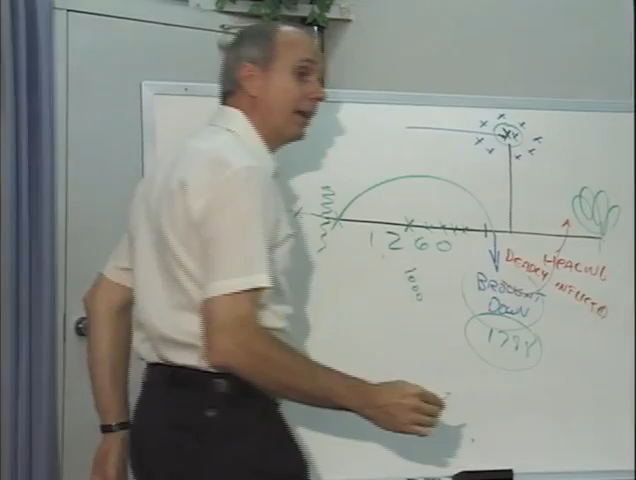 1260
1000
DEADLY
HEALING
INFLICTED
BROUGHT
DOWN
1798